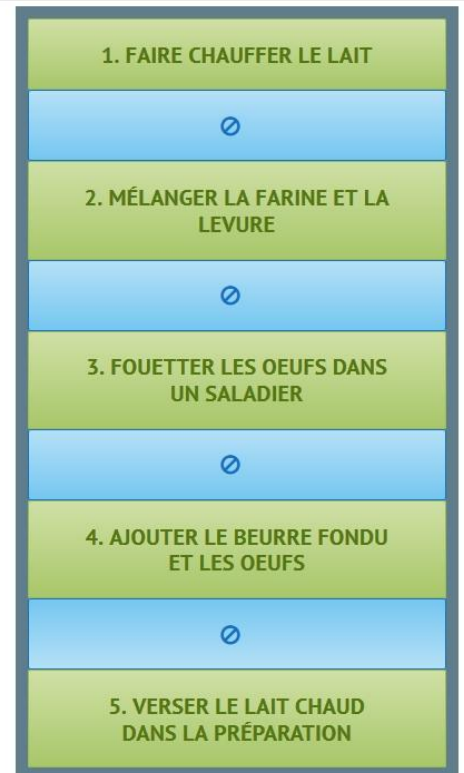 1. FAIRE CHAUFFER LE LAIT
2. MÉLANGER LA FARINE ET LA
LEVURE
3. FOUETTER LES OEUFS DANS
UN SALADIER
4. AJOUTER LE BEURRE FONDU
ET LES OEUFS
5. VERSER LE LAIT CHAUD
DANS LA PRÉPARATION